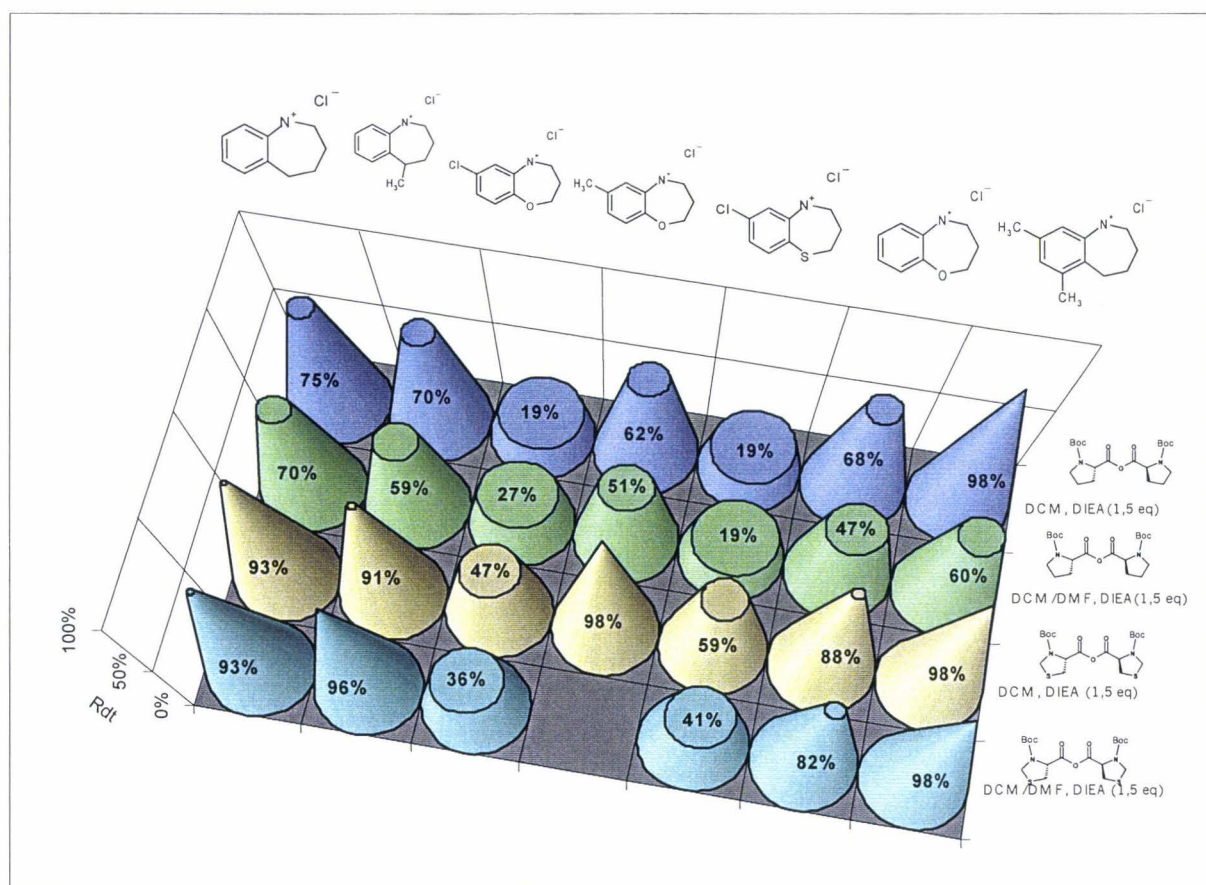 Cl⁻
N⁺
Cl⁻
N⁺
H₃C
Cl⁻
Cl
N⁺
O
Cl⁻
H₃C
N⁺
O
Cl⁻
Cl
N⁺
S
Cl⁻
N⁺
O
Cl⁻
H₃C
N⁺
CH₃
75%
70%
19%
62%
19%
68%
98%
70%
59%
27%
51%
19%
47%
60%
93%
91%
47%
98%
59%
88%
98%
93%
96%
36%
41%
82%
98%
100%
50%
0%
Rdt
Boc Boc
N O O N
O
DCM, DIEA (1,5 eq)
Boc Boc
N O O N
O
DCM/DMF, DIEA (1,5 eq)
Boc Boc
N O O N
S O S
DCM, DIEA (1,5 eq)
Boc Boc
N O O N
S O S
DCM/DMF, DIEA (1,5 eq)